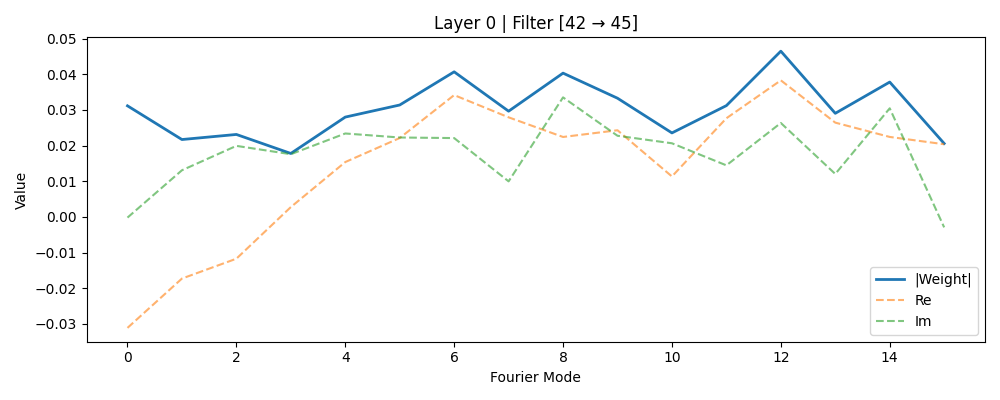 Layer 0 | Filter [42 → 45]
Value
0.05
0.04
0.03
0.02
0.01
0.00
−0.01
−0.02
−0.03
|Weight|
Re
Im
0 2 4 6 8 10 12 14
Fourier Mode